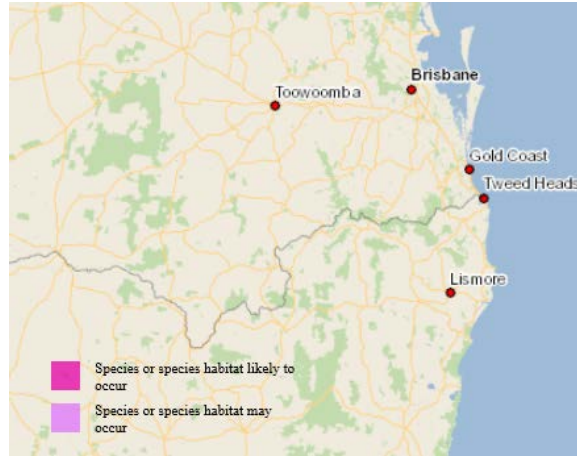 Brisbane
Toowoomba
Gold Coast
Tweed Heads
Lismore
Species or species habitat likely to
occur
Species or species habitat may
occur